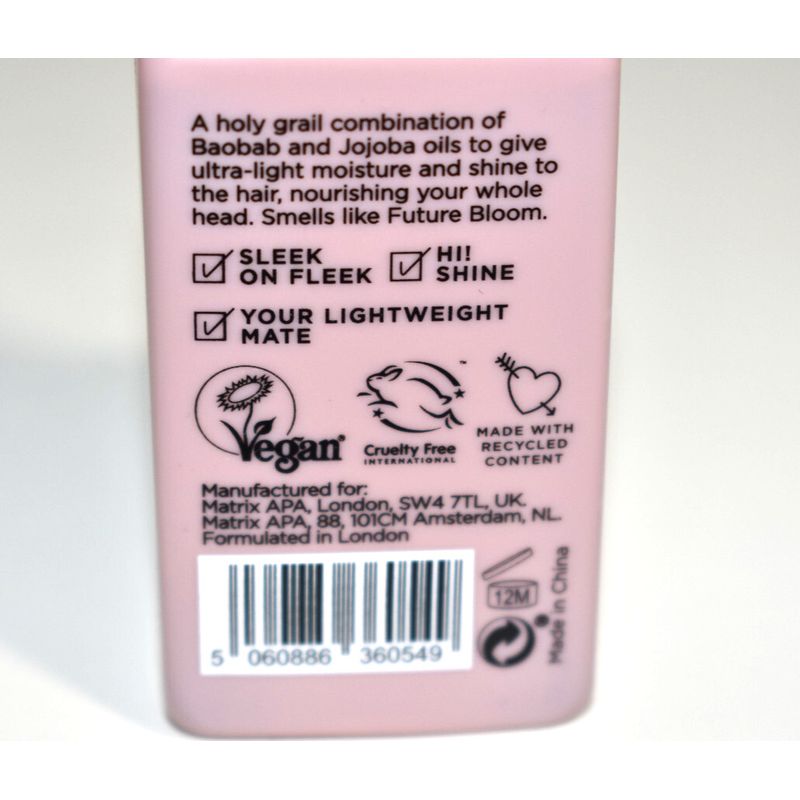 A holy grail combination of
Baobab and Jojoba oils to give
ultra-light moisture and shine to
the hair, nourishing your whole
head. Smells like Future Bloom.
SLEEK
ON FLEEK
HI!
SHINE
YOUR LIGHTWEIGHT
MATE
Vegan
Cruelty Free
INTERNATIONAL
™
MADE WITH
RECYCLED
CONTENT
Manufactured for:
Matrix APA, London, SW4 7TL, UK.
Matrix APA, 88, 101CM Amsterdam, NL.
Formulated in London
5 060886 360549
12M
Made in China